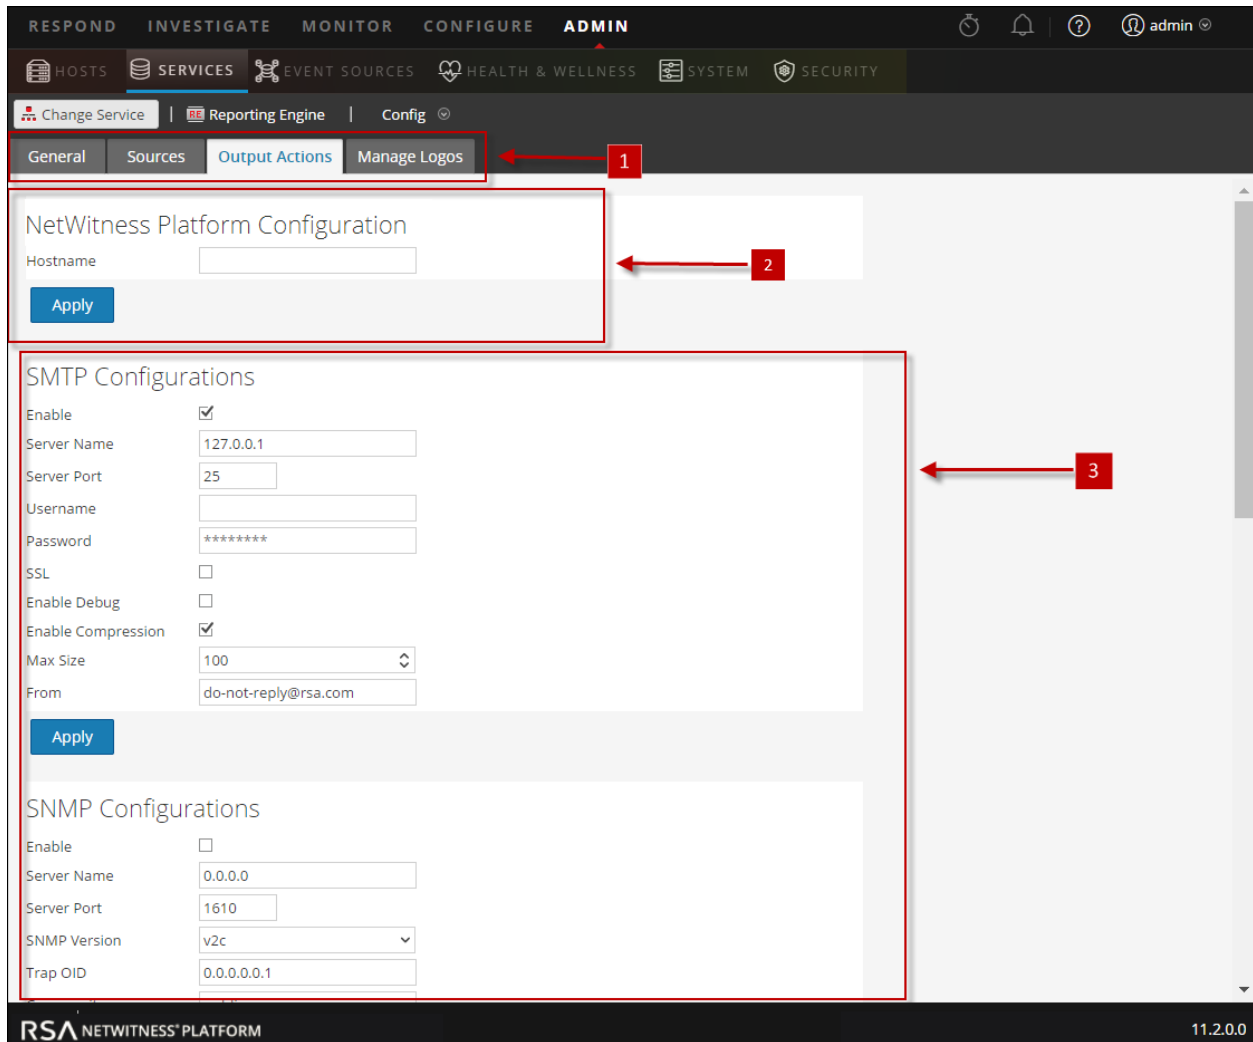 RESPOND INVESTIGATE MONITOR CONFIGURE ADMIN admin
HOSTS SERVICES EVENT SOURCES HEALTH & WELLNESS SYSTEM SECURITY
Change Service | RE Reporting Engine | Config
General Sources Output Actions Manage Logos
1
NetWitness Platform Configuration
Hostname
2
Apply
SMTP Configurations
Enable
Server Name 127.0.0.1
3
Server Port 25
Username
Password ********
SSL
Enable Debug
Enable Compression
Max Size 100
From do-not-reply@rsa.com
Apply
SNMP Configurations
Enable
Server Name 0.0.0.0
Server Port 1610
SNMP Version v2c
Trap OID 0.0.0.0.0.1
RSA NETWITNESS® PLATFORM 11.2.0.0